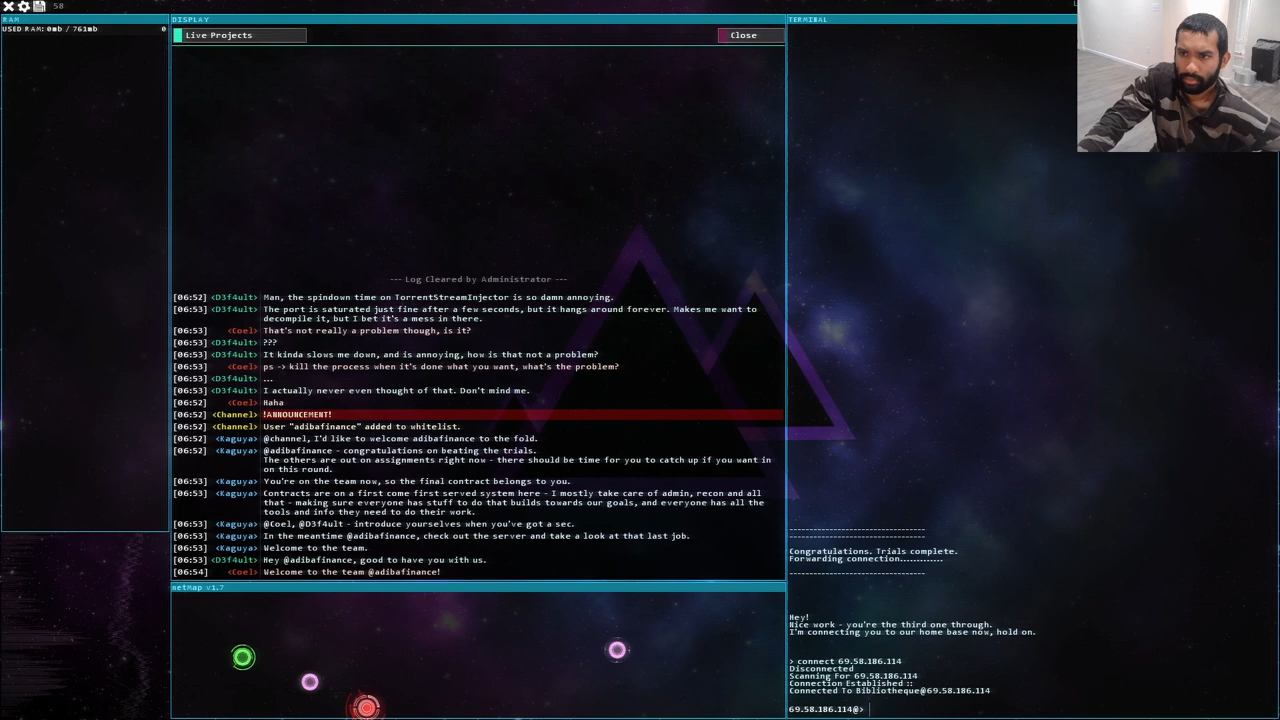 58
RAM
DISPLAY
TERMINAL
USED RAM: 0mb / 761mb 0
Live Projects
Close
--- Log Cleared by Administrator ---
[06:52] <D3f4ult> Man, the spindown time on TorrentStreamInjector is so damn annoying.
[06:53] <D3f4ult> The port is saturated just fine after a few seconds, but it hangs around forever. Makes me want to
decompile it, but I bet it's a mess in there.
[06:53] <Coel> That's not really a problem though, is it?
[06:53] <D3f4ult> ???
[06:53] <D3f4ult> It kinda slows me down, and is annoying, how is that not a problem?
[06:53] <Coel> ps -> kill the process when it's done what you want, what's the problem?
[06:53] <D3f4ult> ...
[06:53] <D3f4ult> I actually never even thought of that. Don't mind me.
[06:52] <Coel> Haha
[06:52] <Channel> !ANNOUNCEMENT!
[06:52] <Channel> User "adibafinance" added to whitelist.
[06:52] <Kaguya> @channel, I'd like to welcome adibafinance to the fold.
[06:52] <Kaguya> @adibafinance - congratulations on beating the trials.
The others are out on assignments right now - there should be time for you to catch up if you want in
on this round.
[06:53] <Kaguya> You're on the team now, so the final contract belongs to you.
[06:53] <Kaguya> Contracts are on a first come first served system here - I mostly take care of admin, recon and all
that - making sure everyone has stuff to do that builds towards our goals, and everyone has all the
tools and info they need to do their work.
[06:53] <Kaguya> @Coel, @D3f4ult - introduce yourselves when you've got a sec.
[06:53] <Kaguya> In the meantime @adibafinance, check out the server and take a look at that last job.
[06:53] <Kaguya> Welcome to the team.
[06:53] <D3f4ult> Hey @adibafinance, good to have you with us.
[06:54] <Coel> Welcome to the team @adibafinance!
netMap v1.7
Congratulations. Trials complete.
Forwarding connection............
Hey!
Nice work - you're the third one through.
I'm connecting you to our home base now, hold on.
> connect 69.58.186.114
Disconnected
Scanning For 69.58.186.114
Connection Established ::
Connected To Bibliotheque@69.58.186.114
69.58.186.114@>